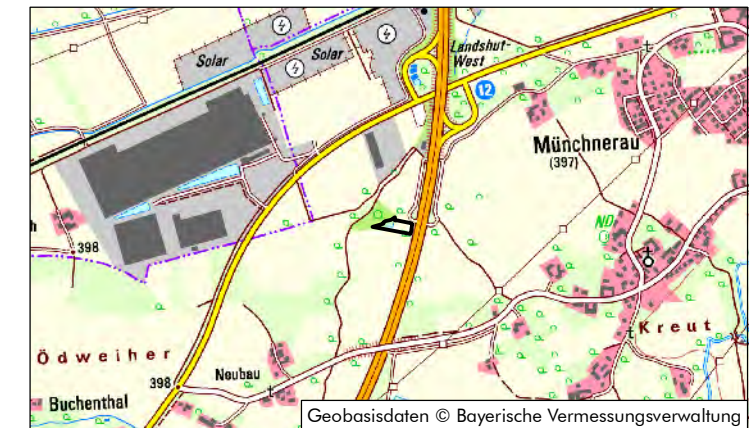 Solar
Solar
Landshut-
West
12
Münchnerau
(397)
ND
h
398
Kreut
Ödweiher
398
Neubau
Buchenthal
Geobasisdaten © Bayerische Vermessungsverwaltung